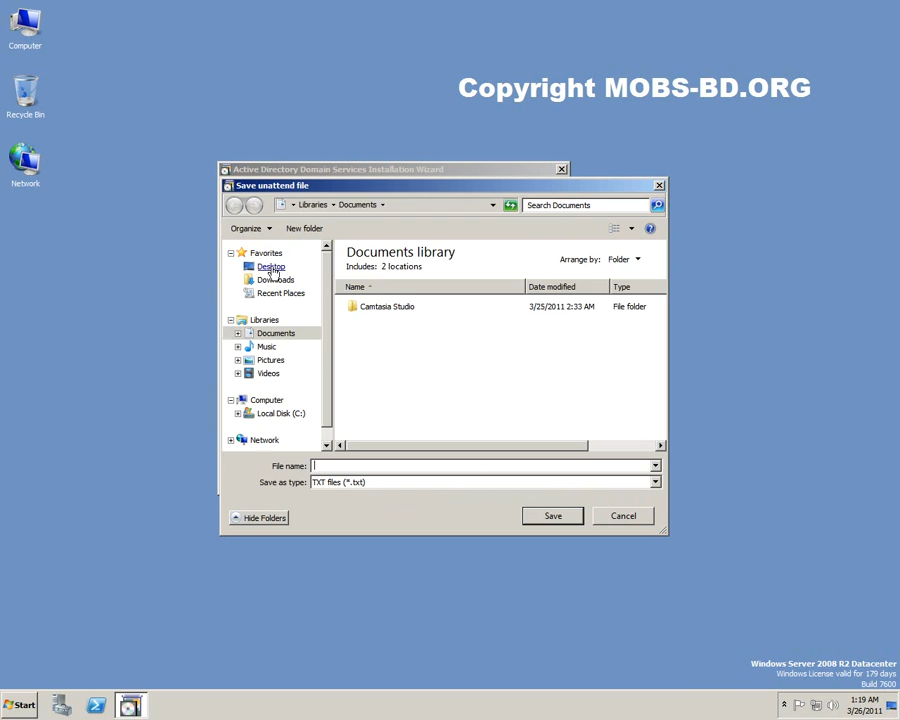 Computer
Recycle Bin
Network
Copyright MOBS-BD.ORG
Active Directory Domain Services Installation Wizard
Save unattend file
Libraries Documents
Search Documents
Organize
New folder
Favorites
Desktop
Downloads
Recent Places
Libraries
Documents
Music
Pictures
Videos
Computer
Local Disk (C:)
Network
Documents library
Includes: 2 locations
Arrange by: Folder
Name Date modified Type
Camtasia Studio 3/25/2011 2:33 AM File folder
File name:
Save as type: TXT files (*.txt)
Hide Folders
Save
Cancel
Windows Server 2008 R2 Datacenter
Windows License valid for 179 days
Build 7600
Start
1:19 AM
3/26/2011